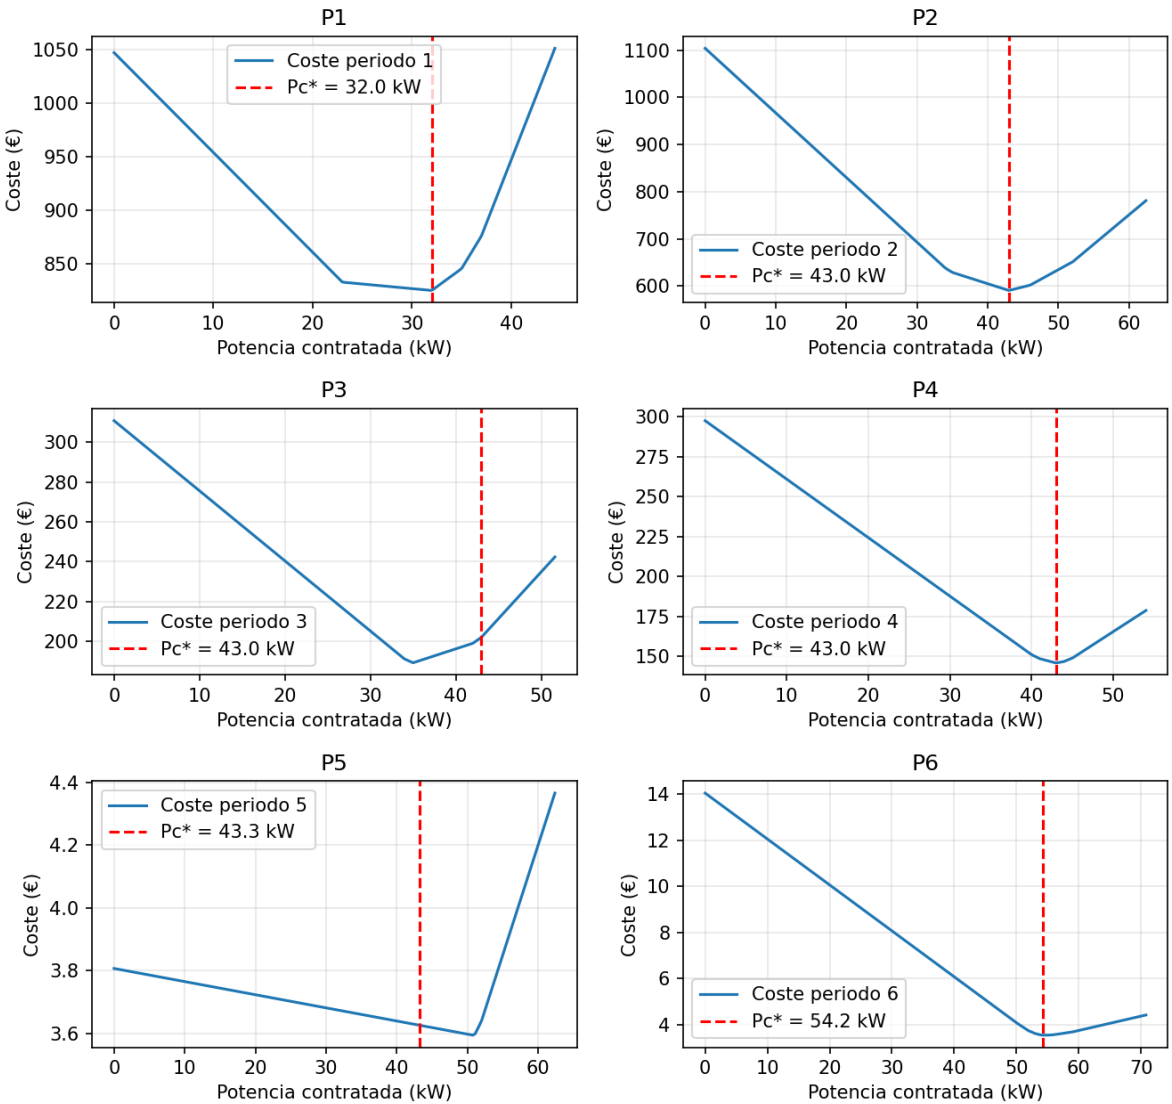 P1
1050
1000
950
900
850
Coste (€)
Coste periodo 1
Pc* = 32.0 kW
0 10 20 30 40
Potencia contratada (kW)
P2
1100
1000
900
800
700
600
Coste (€)
Coste periodo 2
Pc* = 43.0 kW
0 10 20 30 40 50 60
Potencia contratada (kW)
P3
300
280
260
240
220
200
Coste (€)
Coste periodo 3
Pc* = 43.0 kW
0 10 20 30 40 50
Potencia contratada (kW)
P4
300
275
250
225
200
175
150
Coste (€)
Coste periodo 4
Pc* = 43.0 kW
0 10 20 30 40 50
Potencia contratada (kW)
P5
4.4
4.2
4.0
3.8
3.6
Coste (€)
Coste periodo 5
Pc* = 43.3 kW
0 10 20 30 40 50 60
Potencia contratada (kW)
P6
14
12
10
8
6
4
Coste (€)
Coste periodo 6
Pc* = 54.2 kW
0 10 20 30 40 50 60 70
Potencia contratada (kW)